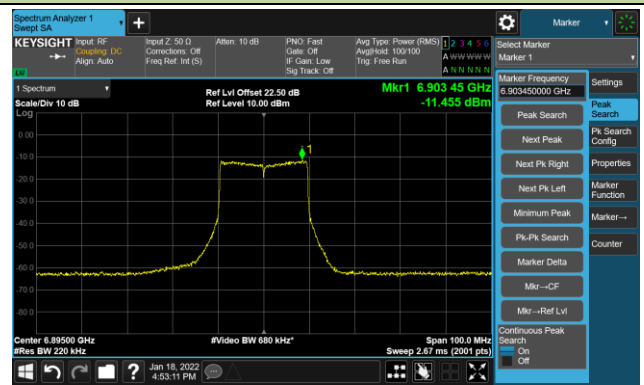 Spectrum Analyzer 1
Swept SA
Marker
KEYSIGHT
Input: RF
Coupling: DC
Align: Auto
Input Z: 50 Ω
Corrections: Off
Freq Ref: Int (S)
Atten: 10 dB
PNO: Fast
Gate: Off
IF Gain: Low
Sig Track: Off
Avg Type: Power (RMS)
Avg|Hold: 100/100
Trig: Free Run
1 2 3 4 5 6
A W W W W W
A N N N N N
LW
Select Marker
Marker 1
1 Spectrum
Scale/Div 10 dB
Log
Ref Lvl Offset 22.50 dB
Ref Level 10.00 dBm
Mkr1 6.903 45 GHz
-11.455 dBm
1
0.00
-10.0
-20.0
-30.0
-40.0
-50.0
-60.0
-70.0
-80.0
Center 6.89500 GHz
#Res BW 220 kHz
#Video BW 680 kHz*
Span 100.0 MHz
Sweep 2.67 ms (2001 pts)
Marker Frequency
6.903450000 GHz
Peak Search
Next Peak
Next Pk Right
Next Pk Left
Minimum Peak
Pk-Pk Search
Marker Delta
Mkr→CF
Mkr→Ref Lvl
Continuous Peak
Search
On
Off
Settings
Peak
Search
Pk Search
Config
Properties
Marker
Function
Marker→
Counter
?
Jan 18, 2022
4:53:11 PM